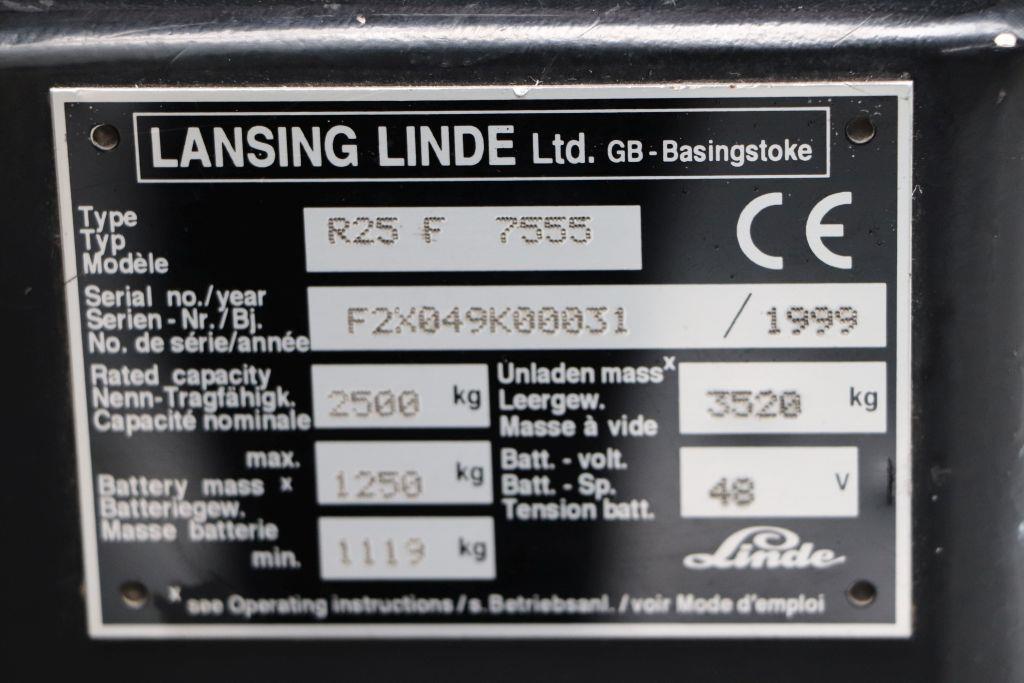 LANSING LINDE Ltd. GB - Basingstoke
CE
Type
Typ
Modèle
R25 F 7555
Serial no./year
Serien - Nr./Bj.
No. de série/année
F2X049K00031 / 1999
Rated capacity
Nenn-Tragfähigk.
Capacité nominale
2500 kg
Unladen mass x
Leergew.
Masse à vide
3520 kg
max.
Battery mass x
Batteriegew.
Masse batterie
min.
1250 kg
1119 kg
Batt. - volt.
Batt. - Sp.
Tension batt.
48 V
Linde
x see Operating instructions / s. Betriebsanl. / voir Mode d'emploi